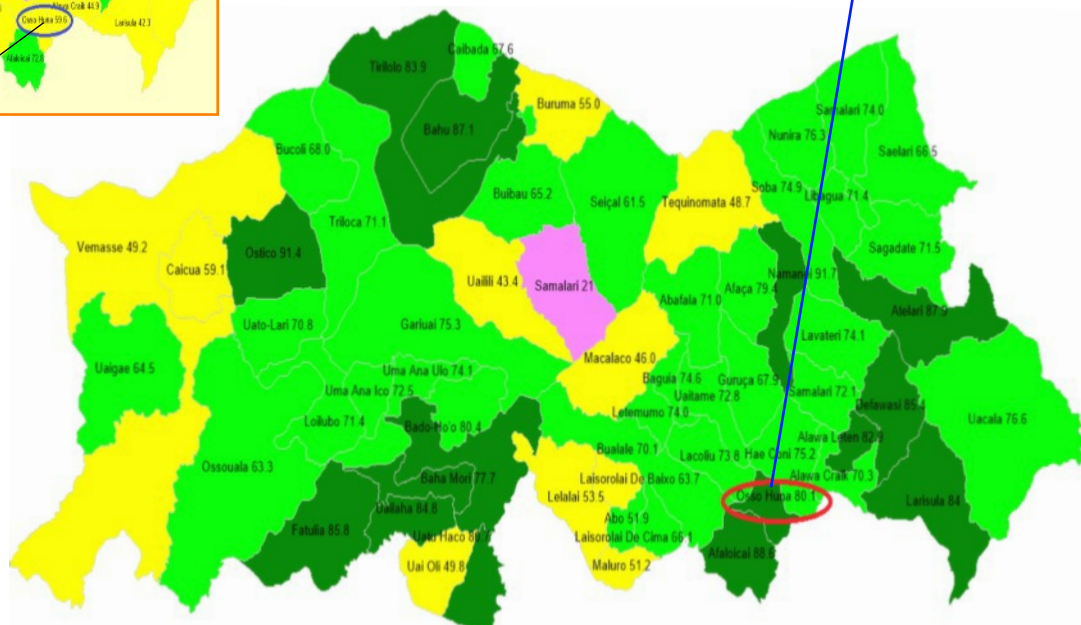 Alawa Craik 44.9
Osso Huna 59.6
Larisula 42.3
Caibada 67.6
Tirilolo 83.9
Buruma 55.0
Samalari 74.0
Bahu 87.1
Nunira 76.3
Bucoli 68.0
Saelari 66.5
Soba 74.9
Buibau 65.2
Libagua 71.4
Seiçal 61.5
Tequinomata 48.7
Triloca 71.1
Vemasse 49.2
Ostico 91.4
Sagadate 71.5
Caicua 59.1
Uailili 43.4
Samalari 21
Namanei 91.7
Afaça 79.4
Abafala 71.0
Atelari 87.9
Uato-Lari 70.8
Gariuai 75.3
Lavateri 74.1
Macalaco 46.0
Uaigae 64.5
Uma Ana Ulo 74.1
Baguia 74.6
Guruça 67.9
Uma Ana Ico 72.5
Uaitame 72.8
Samalari 72.1
Defawasi 85.4
Letemumo 74.0
Loilubo 71.4
Uacala 76.6
Bado-Ho'o 80.4
Alawa Leten 82.9
Bualale 70.1
Lacoliu 73.8
Hae Coni 75.2
Ossouala 63.3
Baha Mori 77.7
Laisorolai De Baixo 63.7
Alawa Craik 70.3
Lelalai 53.5
Osso Huna 80.1
Larisula 84
Uailaha 84.8
Abo 51.9
Fatulia 85.8
Uatu Haco 80.7
Laisorolai De Cima 66.1
Afaloicai 88.6
Uai Oli 49.8
Maluro 51.2